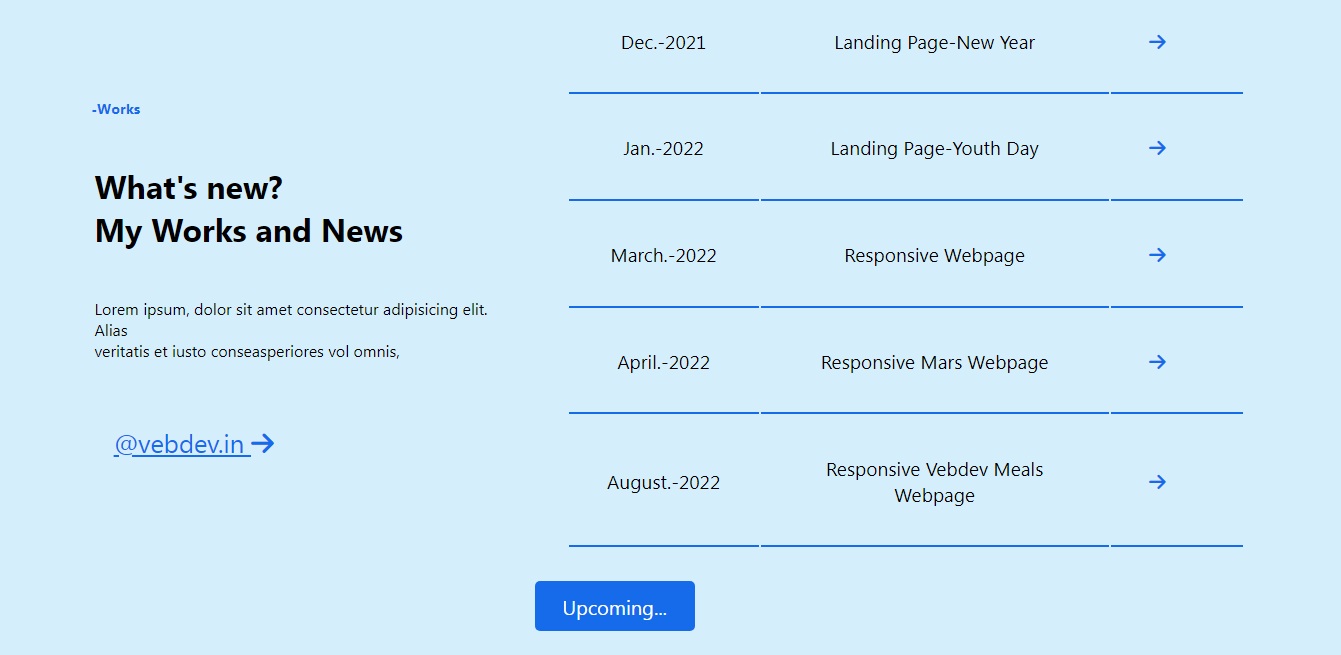 -Works
What's new?
My Works and News
Lorem ipsum, dolor sit amet consectetur adipisicing elit.
Alias
veritatis et iusto conseasperiores vol omnis,
@vebdev.in
Dec.-2021 Landing Page-New Year
Jan.-2022 Landing Page-Youth Day
March.-2022 Responsive Webpage
April.-2022 Responsive Mars Webpage
August.-2022 Responsive Vebdev Meals
Webpage
Upcoming...